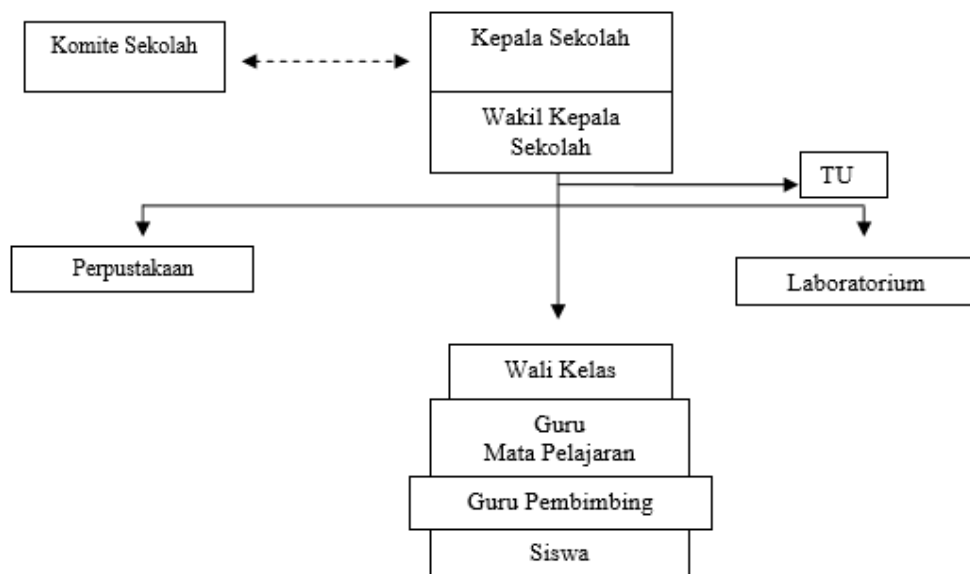 Komite Sekolah
Kepala Sekolah
Wakil Kepala
Sekolah
TU
Perpustakaan
Laboratorium
Wali Kelas
Guru
Mata Pelajaran
Guru Pembimbing
Siswa